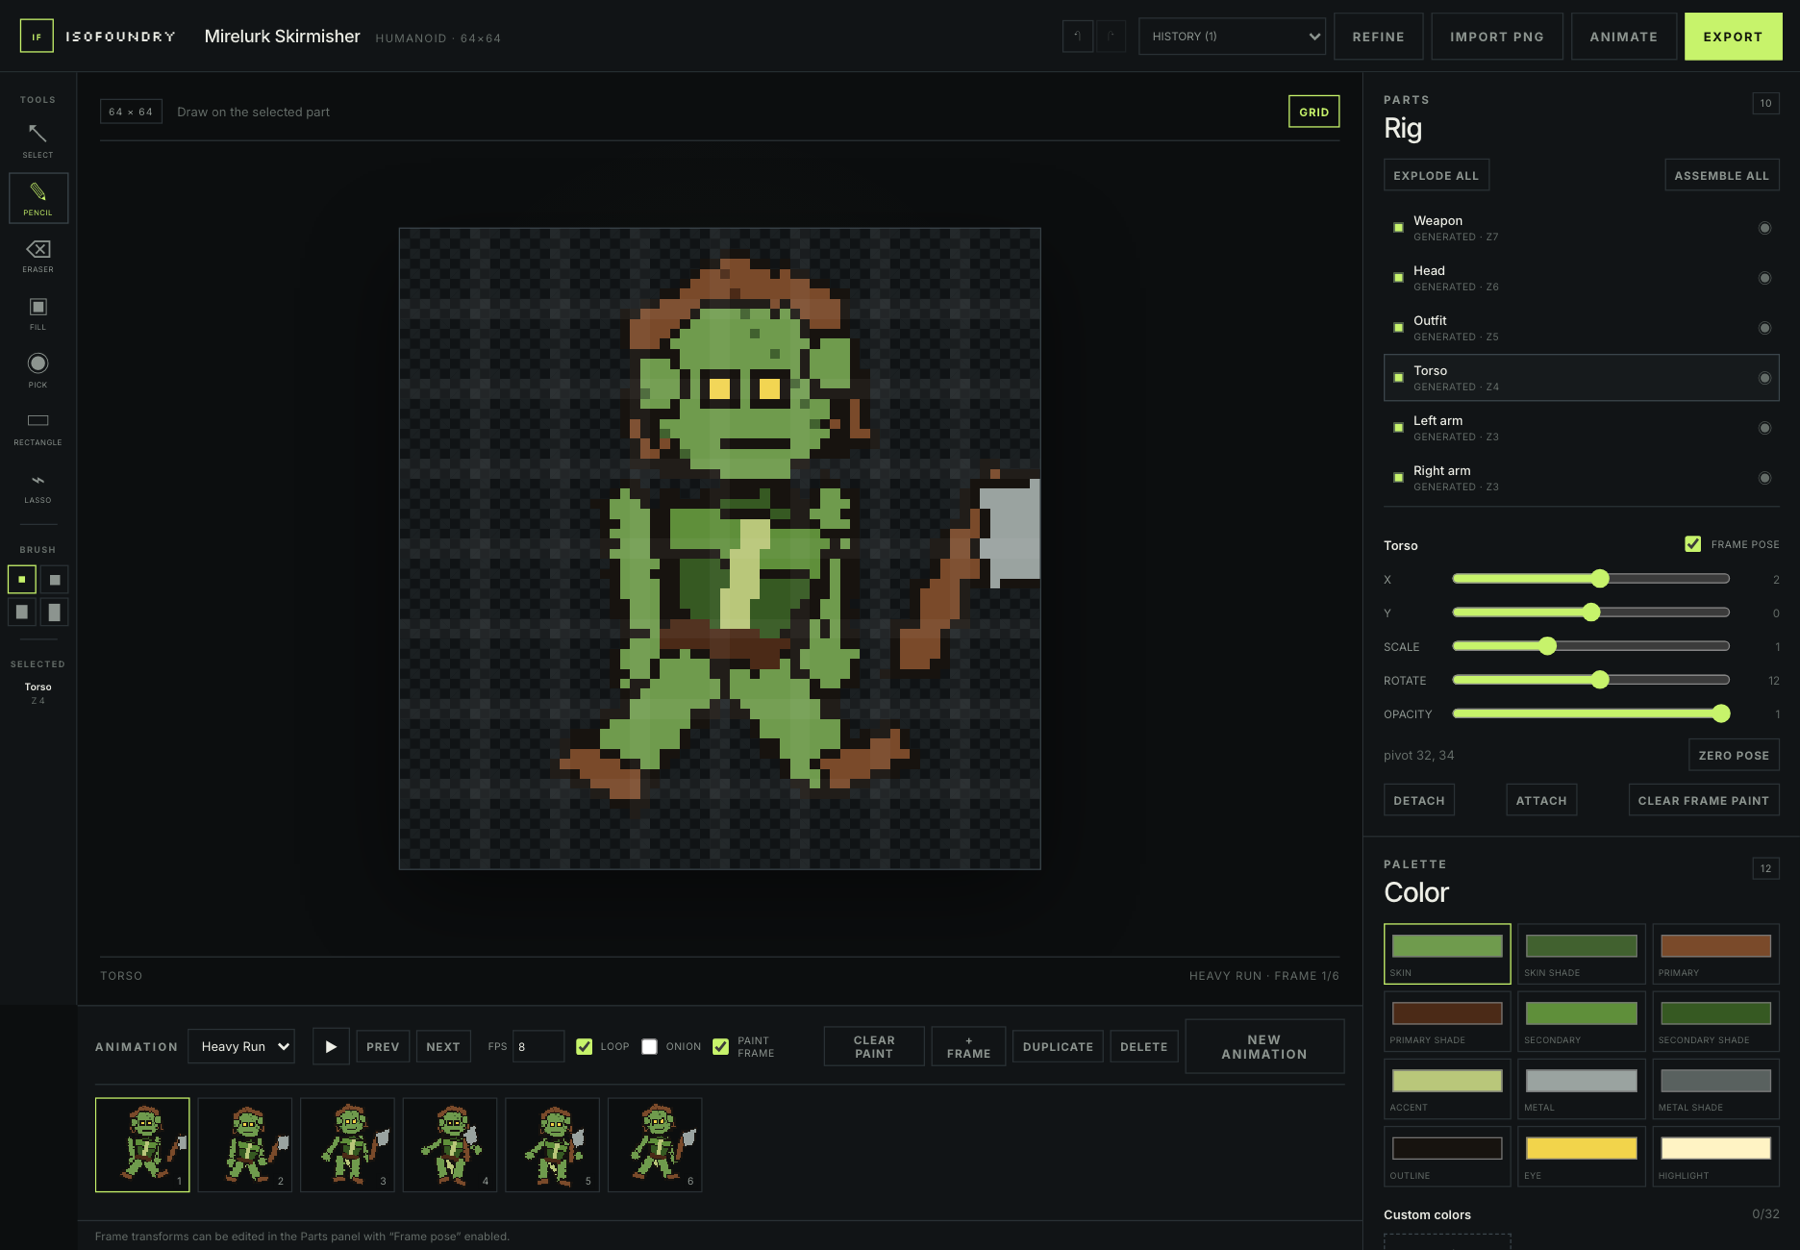 IF ISOFOUNDRY Mirelurk Skirmisher HUMANOID · 64×64 HISTORY (1) REFINE IMPORT PNG ANIMATE EXPORT
TOOLS
SELECT
PENCIL
ERASER
FILL
PICK
RECTANGLE
LASSO
BRUSH
SELECTED
Torso
Z 4
64 × 64 Draw on the selected part GRID
TORSO HEAVY RUN · FRAME 1/6
PARTS 10
Rig
EXPLODE ALL ASSEMBLE ALL
Weapon
GENERATED · Z7
Head
GENERATED · Z6
Outfit
GENERATED · Z5
Torso
GENERATED · Z4
Left arm
GENERATED · Z3
Right arm
GENERATED · Z3
Torso FRAME POSE
X 2
Y 0
SCALE 1
ROTATE 12
OPACITY 1
pivot 32, 34 ZERO POSE
DETACH ATTACH CLEAR FRAME PAINT
PALETTE 12
Color
SKIN SKIN SHADE PRIMARY
PRIMARY SHADE SECONDARY SECONDARY SHADE
ACCENT METAL METAL SHADE
OUTLINE EYE HIGHLIGHT
Custom colors 0/32
ANIMATION Heavy Run PREV NEXT FPS 8 LOOP ONION PAINT FRAME CLEAR PAINT + FRAME DUPLICATE DELETE NEW ANIMATION
1 2 3 4 5 6
Frame transforms can be edited in the Parts panel with “Frame pose” enabled.